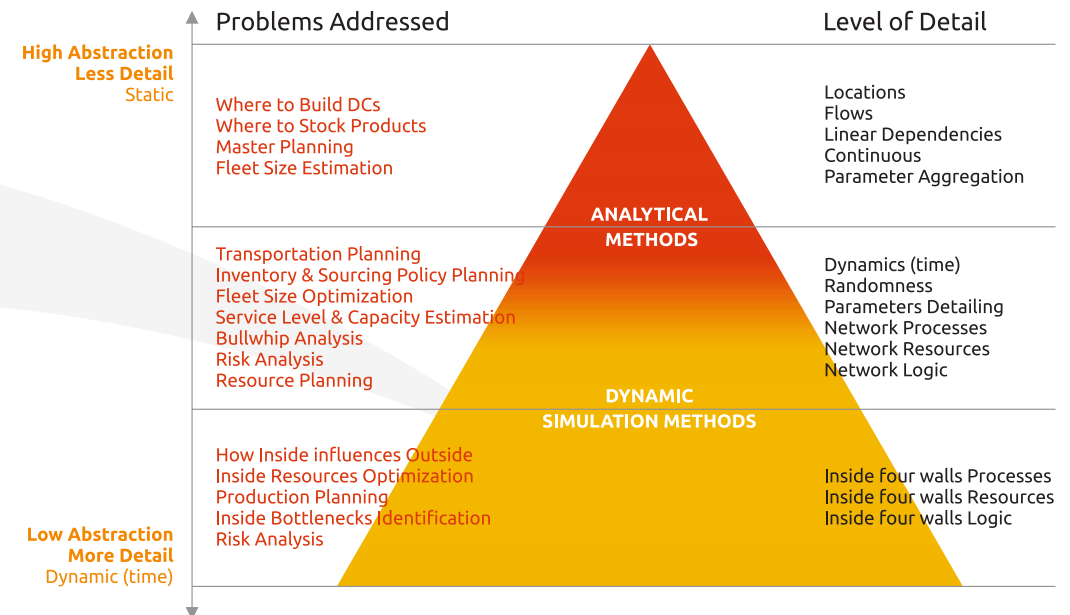 Problems Addressed
Level of Detail
High Abstraction
Less Detail
Static
Where to Build DCs
Where to Stock Products
Master Planning
Fleet Size Estimation
Locations
Flows
Linear Dependencies
Continuous
Parameter Aggregation
ANALYTICAL
METHODS
Transportation Planning
Inventory & Sourcing Policy Planning
Fleet Size Optimization
Service Level & Capacity Estimation
Bullwhip Analysis
Risk Analysis
Resource Planning
Dynamics (time)
Randomness
Parameters Detailing
Network Processes
Network Resources
Network Logic
DYNAMIC
SIMULATION METHODS
How Inside influences Outside
Inside Resources Optimization
Production Planning
Inside Bottlenecks Identification
Risk Analysis
Inside four walls Processes
Inside four walls Resources
Inside four walls Logic
Low Abstraction
More Detail
Dynamic (time)